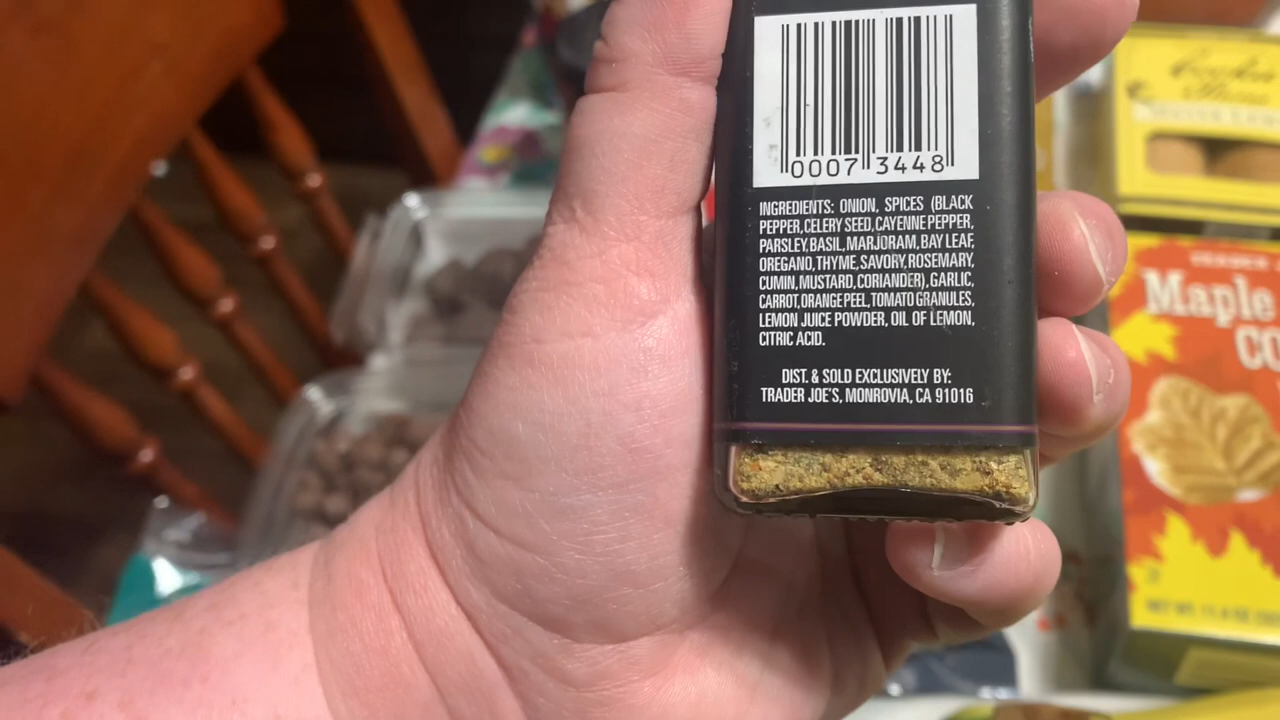 0007 3448
INGREDIENTS: ONION, SPICES (BLACK
PEPPER, CELERY SEED, CAYENNE PEPPER,
PARSLEY, BASIL, MARJORAM, BAY LEAF,
OREGANO, THYME, SAVORY, ROSEMARY,
CUMIN, MUSTARD, CORIANDER), GARLIC,
CARROT, ORANGE PEEL, TOMATO GRANULES,
LEMON JUICE POWDER, OIL OF LEMON,
CITRIC ACID.
DIST. & SOLD EXCLUSIVELY BY:
TRADER JOE'S, MONROVIA, CA 91016
Maple
CO